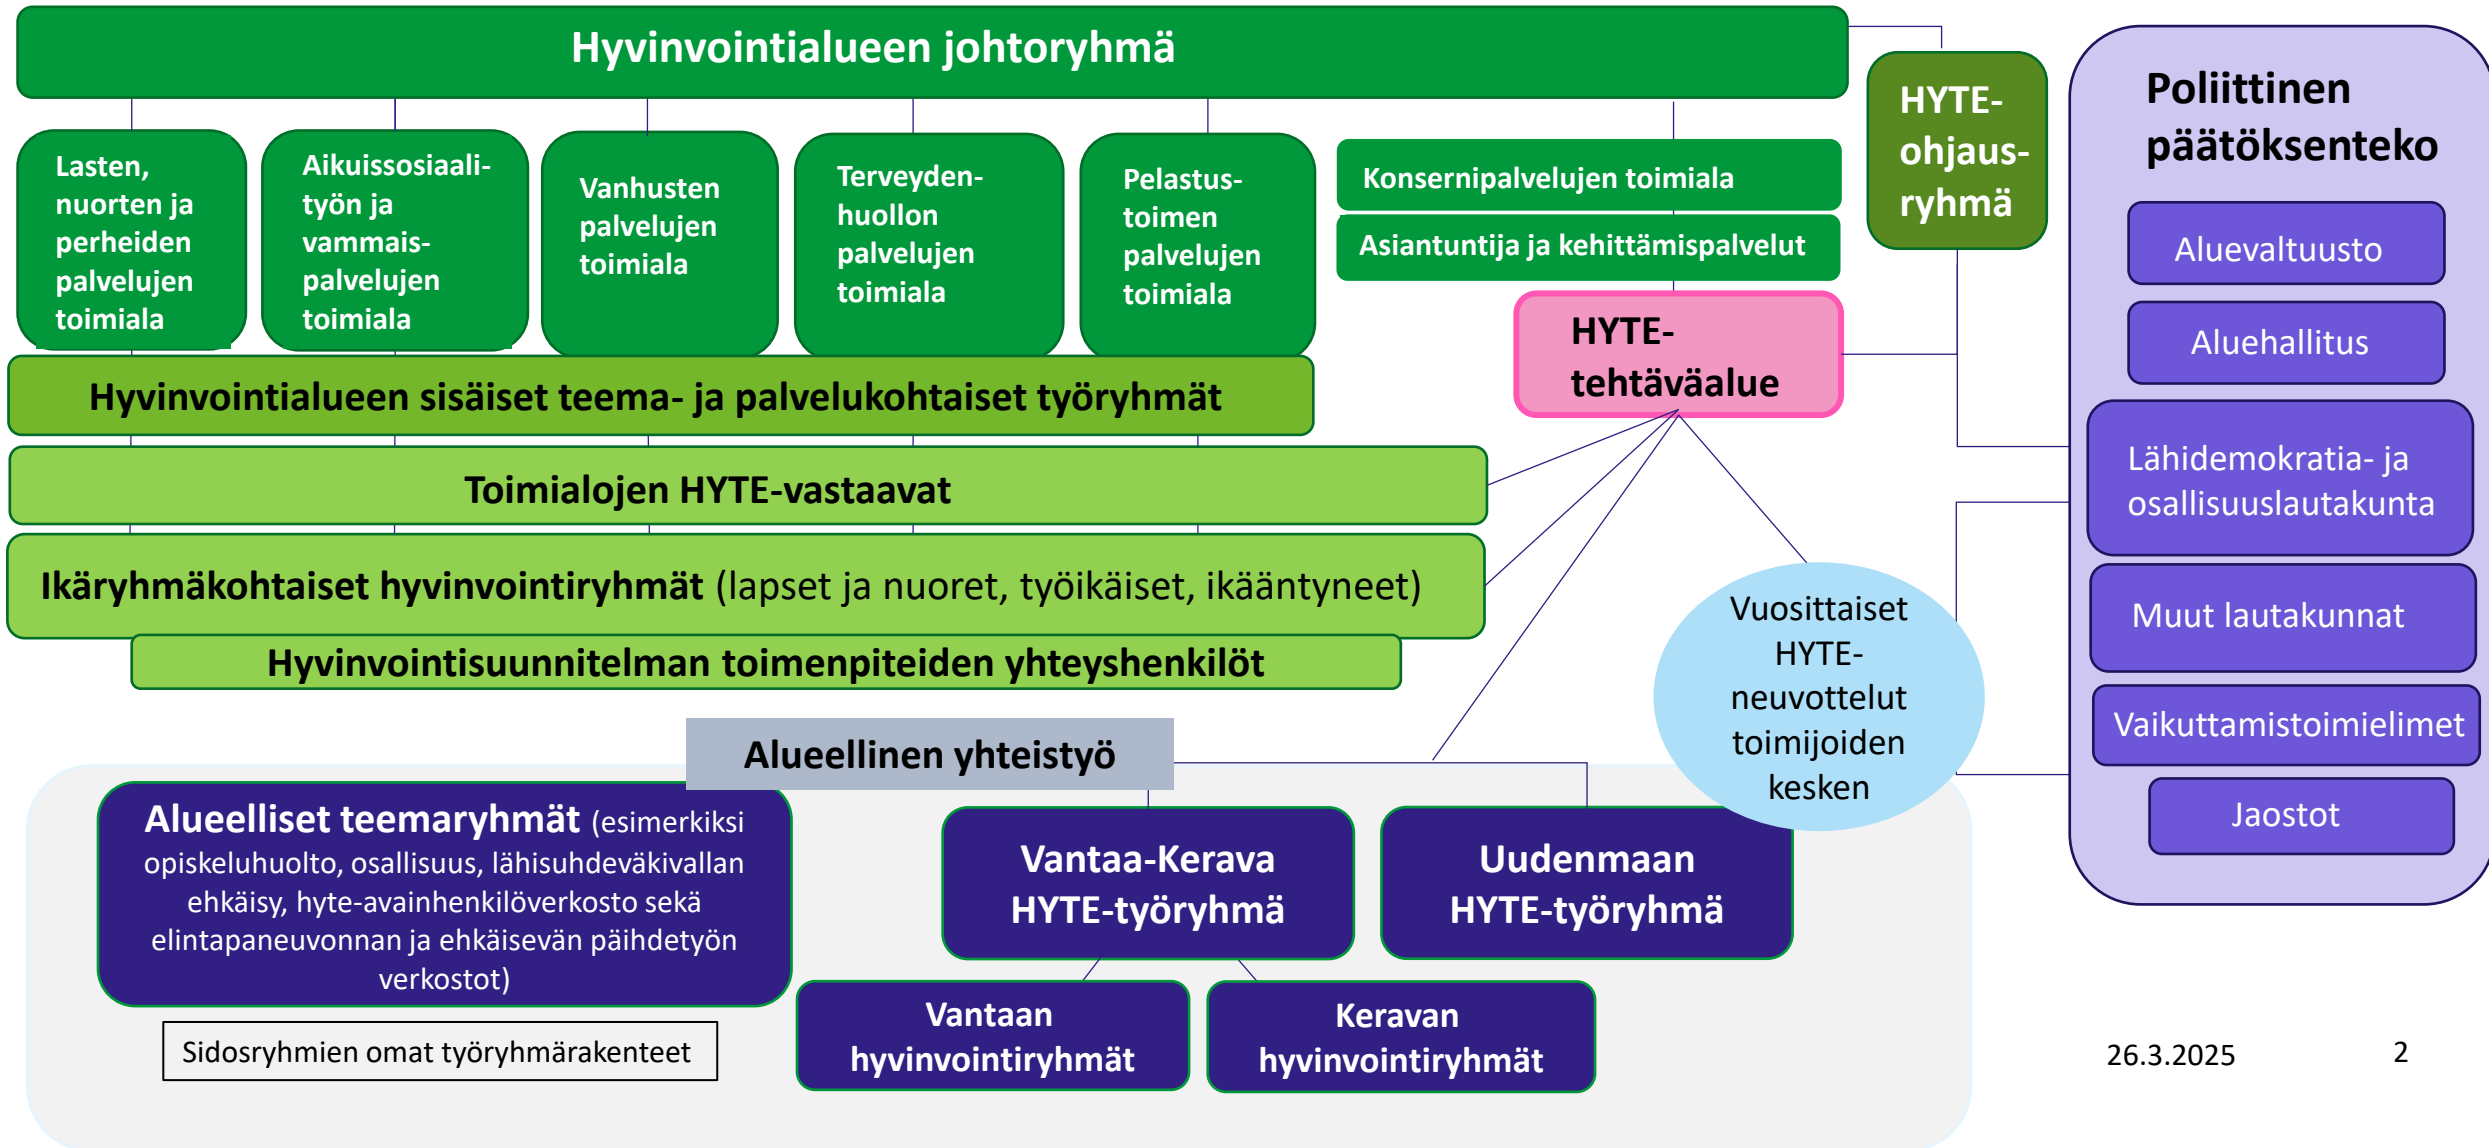 Hyvinvointialueen johtoryhmä
Lasten,
nuorten ja
perheiden
palvelujen
toimiala
Aikuissosiaali-
työn ja
vammais-
palvelujen
toimiala
Vanhusten
palvelujen
toimiala
Terveyden-
huollon
palvelujen
toimiala
Pelastus-
toimen
palvelujen
toimiala
Konsernipalvelujen toimiala
Asiantuntija ja kehittämispalvelut
HYTE-
ohjaus-
ryhmä
HYTE-
tehtäväalue
Hyvinvointialueen sisäiset teema- ja palvelukohtaiset työryhmät
Toimialojen HYTE-vastaavat
Ikäryhmäkohtaiset hyvinvointiryhmät (lapset ja nuoret, työikäiset, ikääntyneet)
Hyvinvointisuunnitelman toimenpiteiden yhteyshenkilöt
Vuosittaiset
HYTE-
neuvottelut
toimijoiden
kesken
Alueellinen yhteistyö
Alueelliset teemaryhmät (esimerkiksi
opiskeluhuolto, osallisuus, lähisuhdeväkivallan
ehkäisy, hyte-avainhenkilöverkosto sekä
elintapaneuvonnan ja ehkäisevän päihdetyön
verkostot)
Vantaa-Kerava
HYTE-työryhmä
Uudenmaan
HYTE-työryhmä
Vantaan
hyvinvointiryhmät
Keravan
hyvinvointiryhmät
Sidosryhmien omat työryhmärakenteet
Poliittinen
päätöksenteko
Aluevaltuusto
Aluehallitus
Lähidemokratia- ja
osallisuuslautakunta
Muut lautakunnat
Vaikuttamistoimielimet
Jaostot
26.3.2025
2